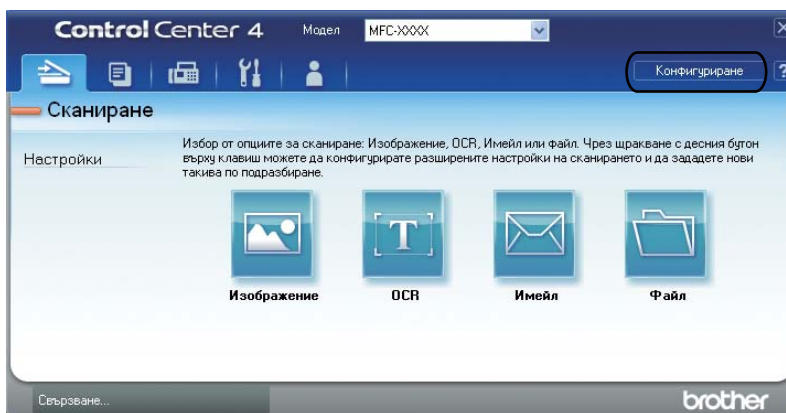 Control Center 4
Модел
MFC-XXXX
Конфигуриране
?
Сканиране
Настройки
Избор от опциите за сканиране: Изображение, OCR, Имейл или Файл. Чрез щракване с десния бутон
върху клавиш можете да конфигурирате разширените настройки на сканирането и да зададете нови
такива по подразбиране.
T
Изображение
OCR
Имейл
Файл
Свързване...
brother